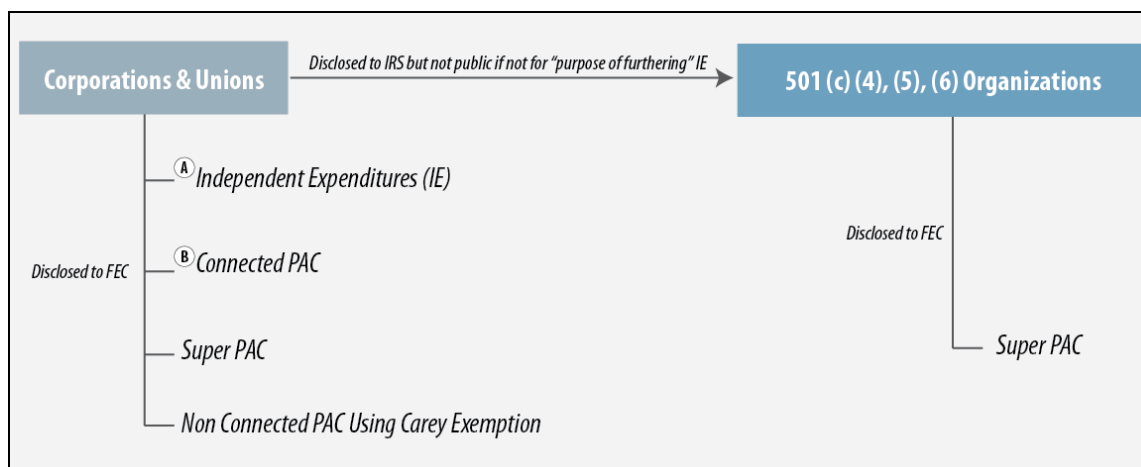 Corporations & Unions
Disclosed to IRS but not public if not for “purpose of furthering” IE
501 (c) (4), (5), (6) Organizations
A Independent Expenditures (IE)
Disclosed to FEC
B Connected PAC
Super PAC
Non Connected PAC Using Carey Exemption
Disclosed to FEC
Super PAC